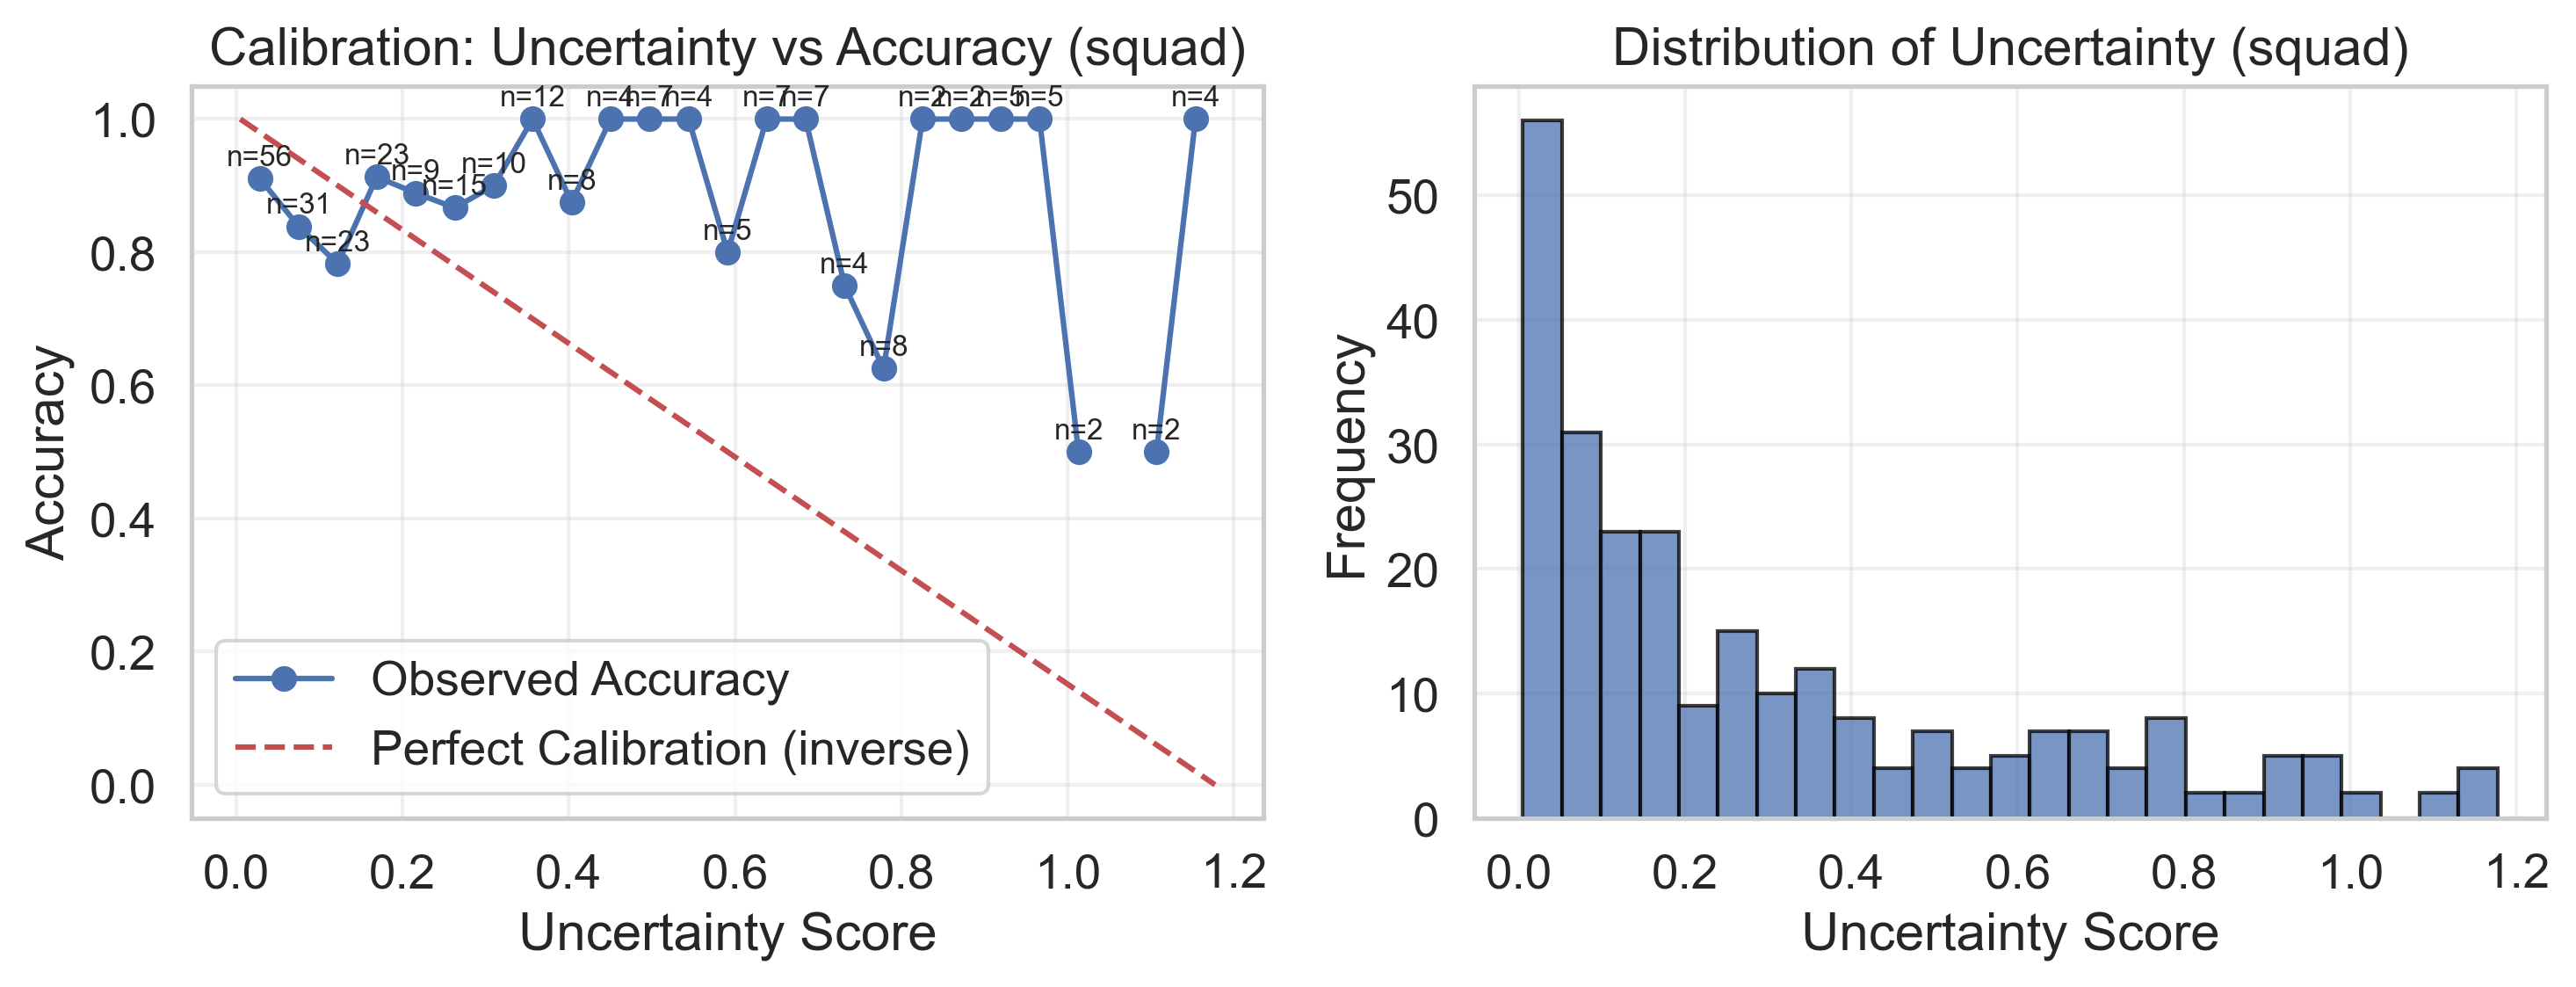 Calibration: Uncertainty vs Accuracy (squad)
Accuracy
1.0
0.8
0.6
0.4
0.2
0.0
n=56
n=31
n=23
n=23
n=9
n=15
n=10
n=12
n=8
n=4
n=7
n=4
n=5
n=7
n=7
n=4
n=8
n=2
n=2
n=5
n=5
n=2
n=2
n=4
Observed Accuracy
Perfect Calibration (inverse)
0.0 0.2 0.4 0.6 0.8 1.0 1.2
Uncertainty Score
Distribution of Uncertainty (squad)
Frequency
50
40
30
20
10
0
0.0 0.2 0.4 0.6 0.8 1.0 1.2
Uncertainty Score